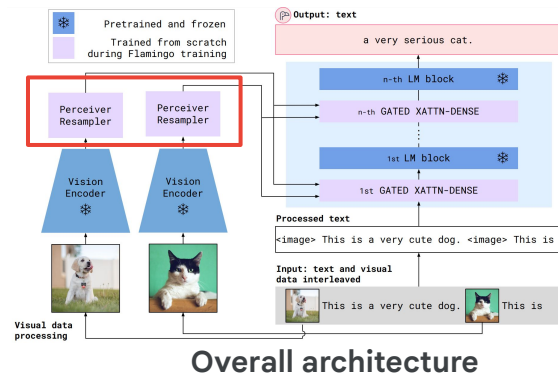 Pretrained and frozen
Trained from scratch
during Flamingo training
Output: text
a very serious cat.
n-th LM block
n-th GATED XATTN-DENSE
1st LM block
1st GATED XATTN-DENSE
Perceiver
Resampler
Perceiver
Resampler
Vision
Encoder
Vision
Encoder
Processed text
<image> This is a very cute dog. <image> This is
Input: text and visual
data interleaved
This is a very cute dog.
This is
Visual data
processing
Overall architecture